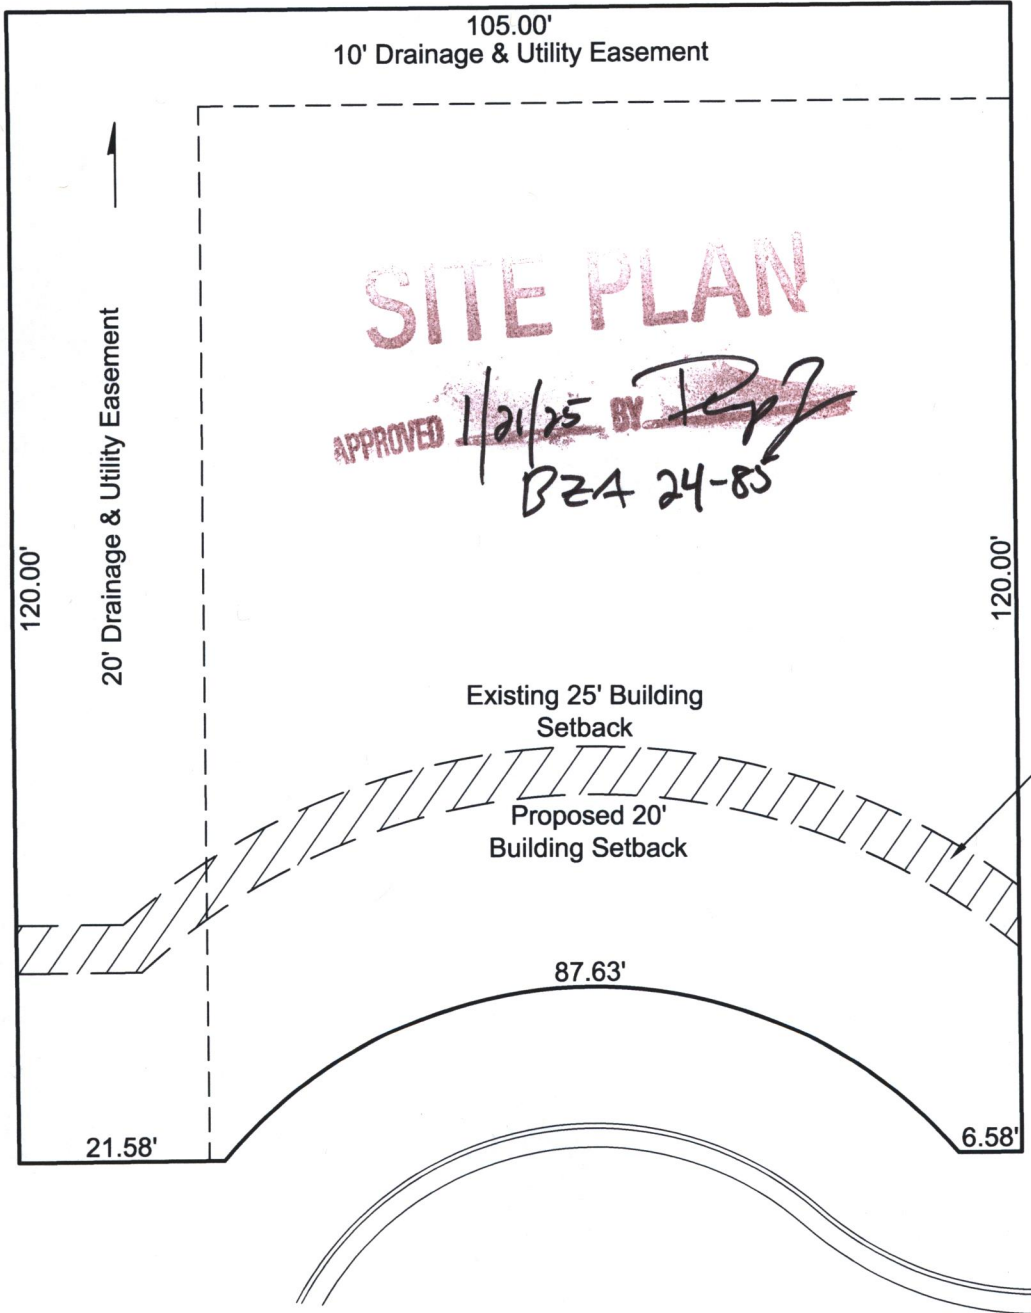 105.00'
10' Drainage & Utility Easement
20' Drainage & Utility Easement
SITE PLAN
APPROVED 1/21/25 BY
BZA 24-85
120.00'
120.00'
Existing 25' Building
Setback
Proposed 20'
Building Setback
87.63'
21.58'
6.58'